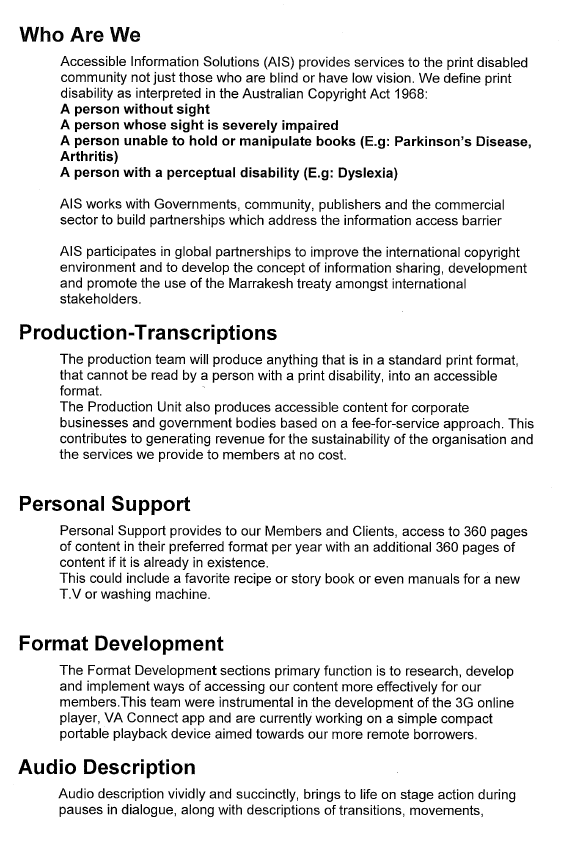 Who Are We
Accessible Information Solutions (AIS) provides services to the print disabled
community not just those who are blind or have low vision. We define print
disability as interpreted in the Australian Copyright Act 1968:
A person without sight
A person whose sight is severely impaired
A person unable to hold or manipulate books (E.g: Parkinson's Disease,
Arthritis)
A person with a perceptual disability (E.g: Dyslexia)
AIS works with Governments, community, publishers and the commercial
sector to build partnerships which address the information access barrier
AIS participates in global partnerships to improve the international copyright
environment and to develop the concept of information sharing, development
and promote the use of the Marrakesh treaty amongst international
stakeholders.
Production-Transcriptions
The production team will produce anything that is in a standard print format,
that cannot be read by a person with a print disability, into an accessible
format.
The Production Unit also produces accessible content for corporate
businesses and government bodies based on a fee-for-service approach. This
contributes to generating revenue for the sustainability of the organisation and
the services we provide to members at no cost.
Personal Support
Personal Support provides to our Members and Clients, access to 360 pages
of content in their preferred format per year with an additional 360 pages of
content if it is already in existence.
This could include a favorite recipe or story book or even manuals for a new
T.V or washing machine.
Format Development
The Format Development sections primary function is to research, develop
and implement ways of accessing our content more effectively for our
members.This team were instrumental in the development of the 3G online
player, VA Connect app and are currently working on a simple compact
portable playback device aimed towards our more remote borrowers.
Audio Description
Audio description vividly and succinctly, brings to life on stage action during
pauses in dialogue, along with descriptions of transitions, movements,